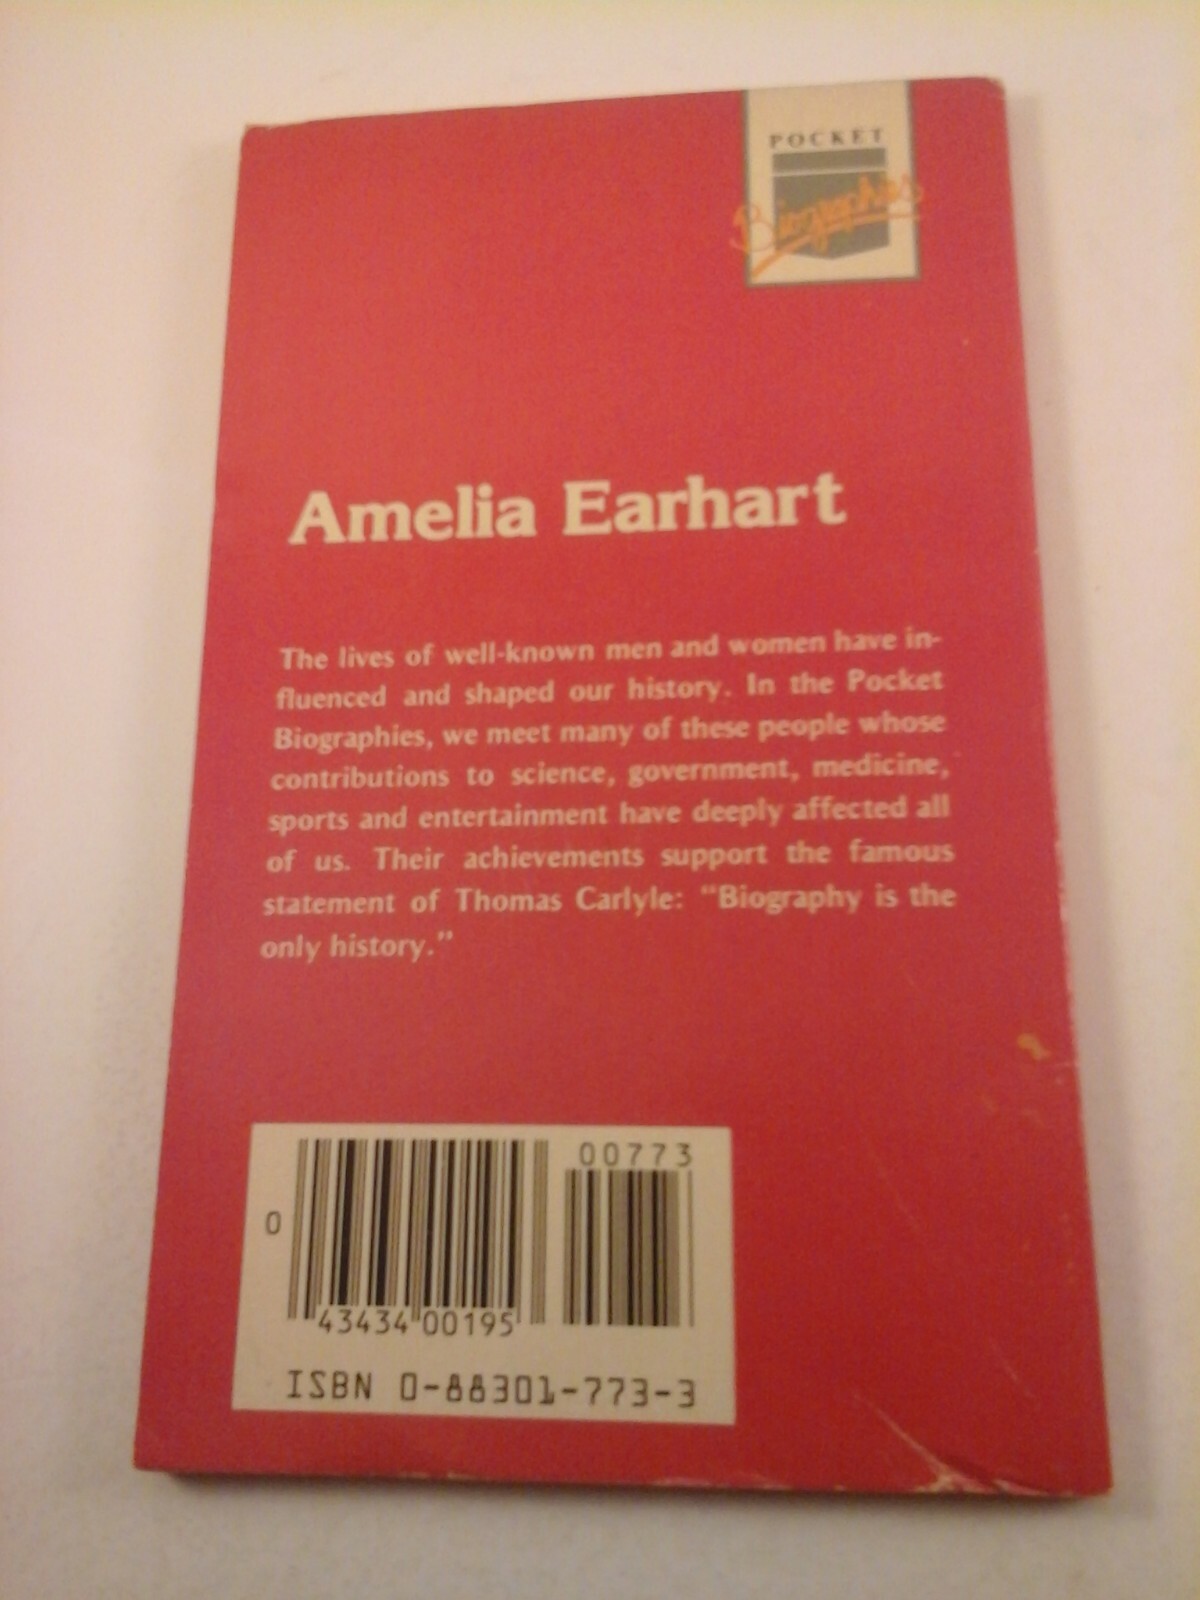 POCKET
Biographies
Amelia Earhart
The lives of well-known men and women have in-
fluenced and shaped our history. In the Pocket
Biographies, we meet many of these people whose
contributions to science, government, medicine,
sports and entertainment have deeply affected all
of us. Their achievements support the famous
statement of Thomas Carlyle: “Biography is the
only history.”
00773
0
43434 00195
ISBN 0-88301-773-3